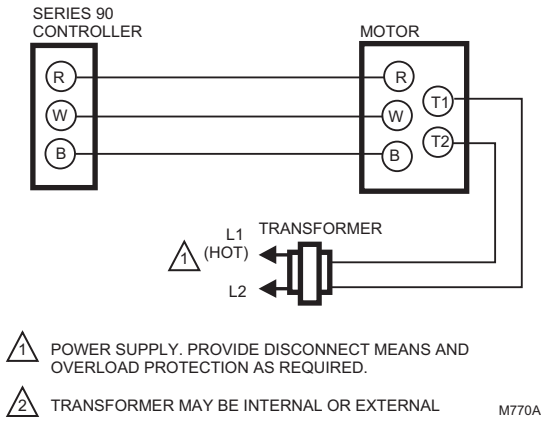 SERIES 90
CONTROLLER
MOTOR
R
R
T1
W
W
T2
B
B
L1
(HOT)
TRANSFORMER
1
L2
1 POWER SUPPLY. PROVIDE DISCONNECT MEANS AND
OVERLOAD PROTECTION AS REQUIRED.
2 TRANSFORMER MAY BE INTERNAL OR EXTERNAL
M770A